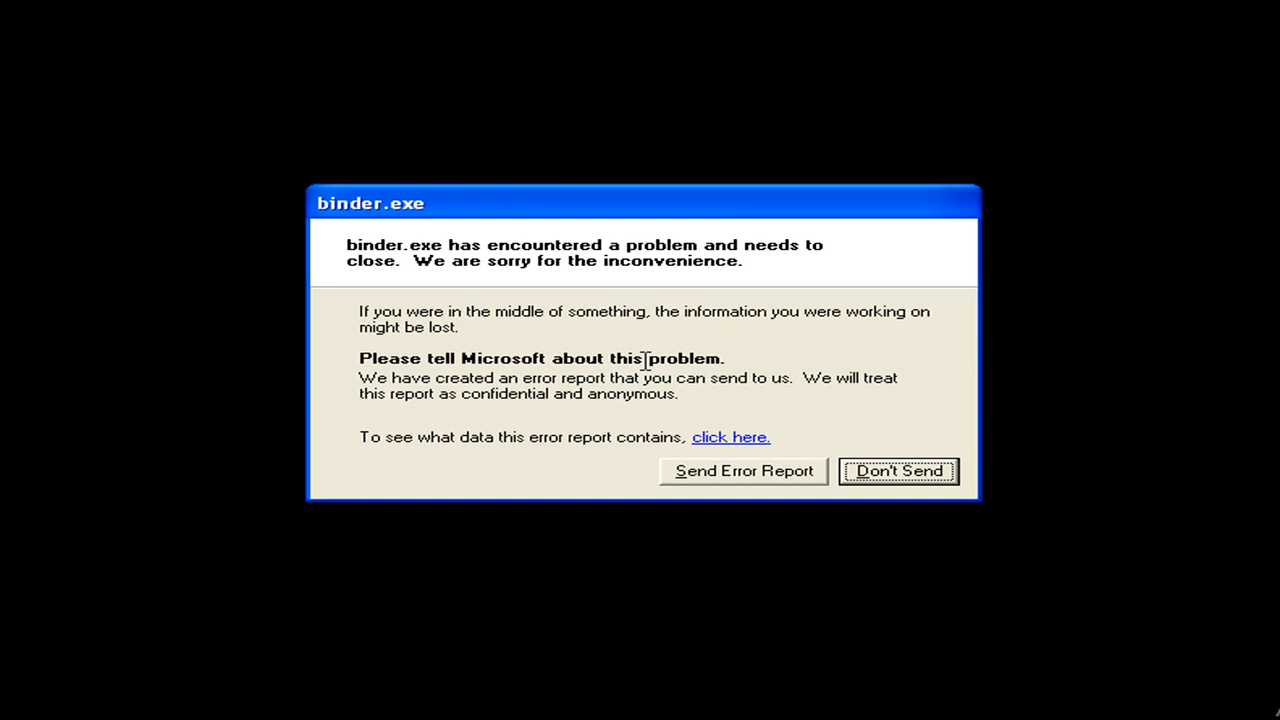 binder.exe
binder.exe has encountered a problem and needs to
close.  We are sorry for the inconvenience.
If you were in the middle of something, the information you were working on
might be lost.
Please tell Microsoft about this problem.
We have created an error report that you can send to us.  We will treat
this report as confidential and anonymous.
To see what data this error report contains, click here.
Send Error Report
Don't Send